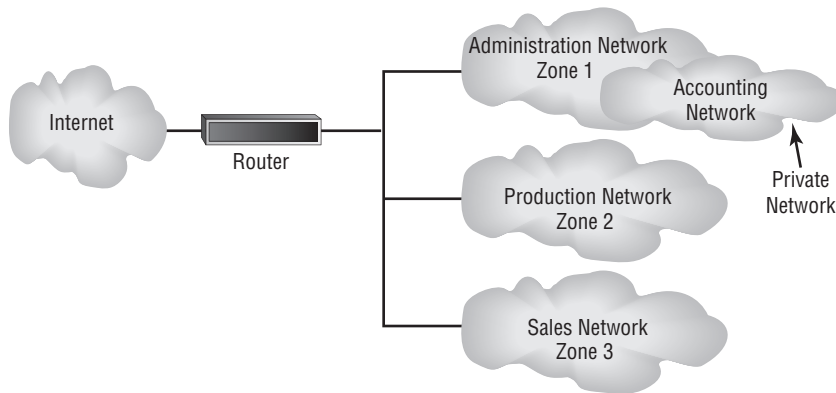 Internet
Router
Administration Network
Zone 1
Accounting
Network
Private
Network
Production Network
Zone 2
Sales Network
Zone 3